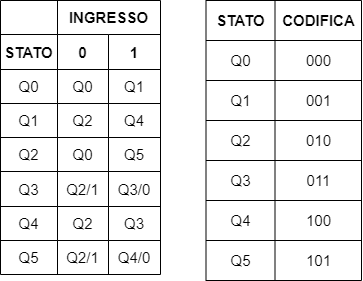 INGRESSO
STATO 0 1
Q0 Q0 Q1
Q1 Q2 Q4
Q2 Q0 Q5
Q3 Q2/1 Q3/0
Q4 Q2 Q3
Q5 Q2/1 Q4/0
STATO CODIFICA
Q0 000
Q1 001
Q2 010
Q3 011
Q4 100
Q5 101